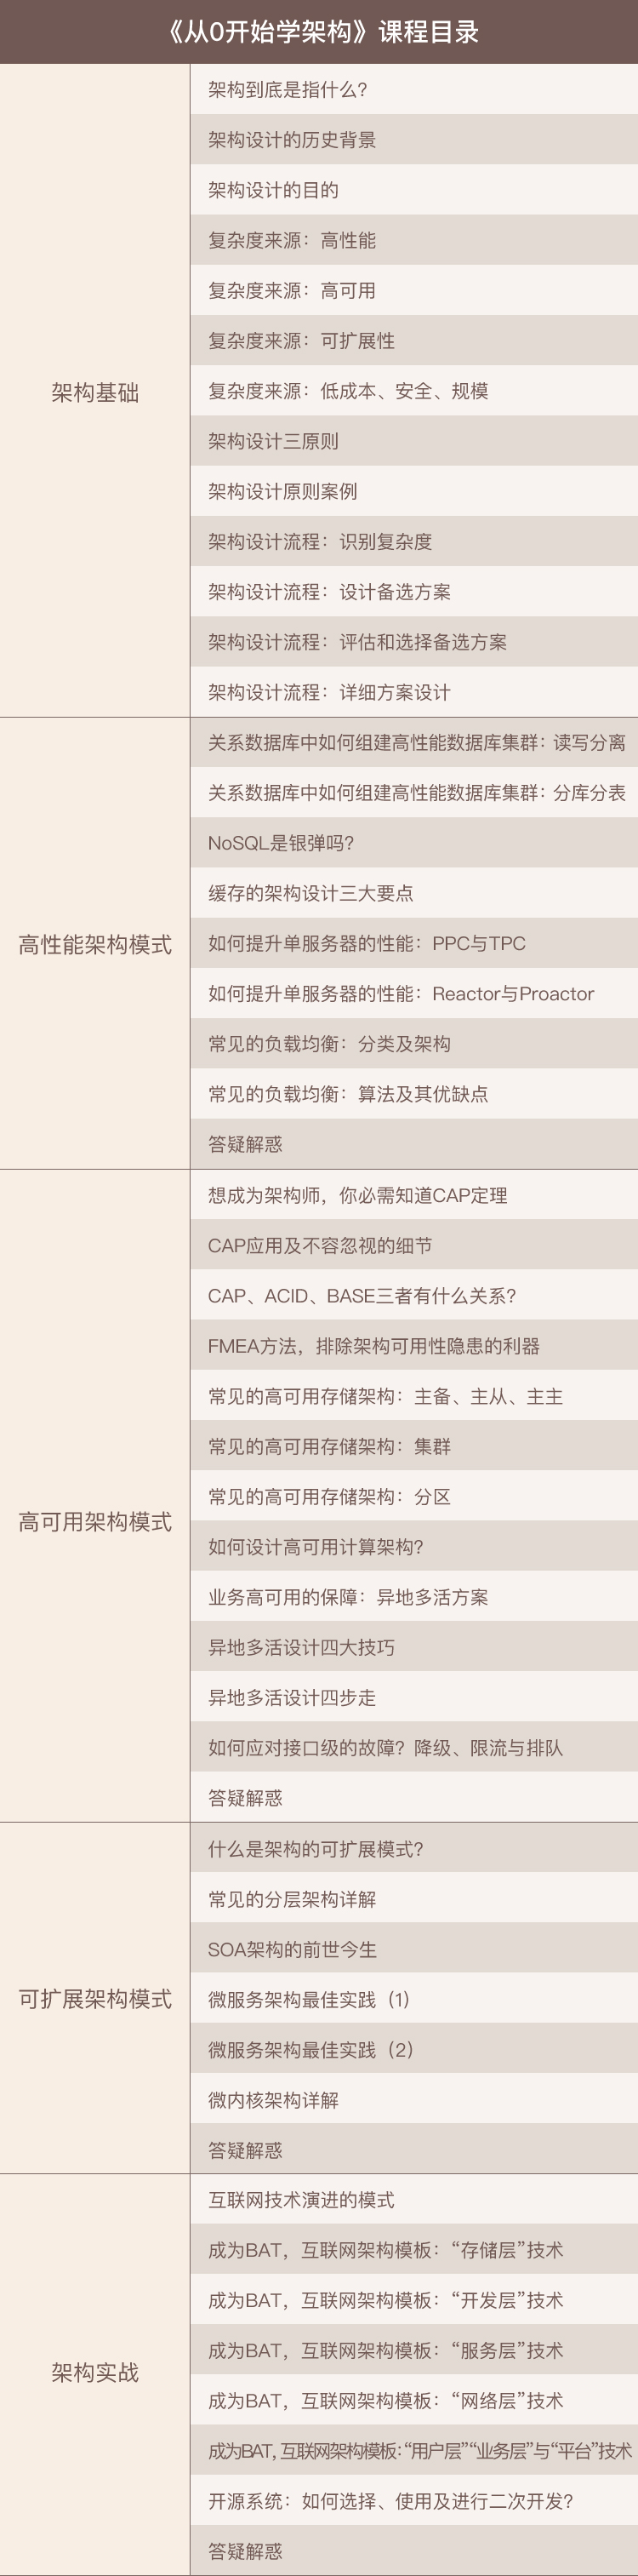 《从0开始学架构》课程目录
架构基础
架构到底是指什么？
架构设计的历史背景
架构设计的目的
复杂度来源：高性能
复杂度来源：高可用
复杂度来源：可扩展性
复杂度来源：低成本、安全、规模
架构设计三原则
架构设计原则案例
架构设计流程：识别复杂度
架构设计流程：设计备选方案
架构设计流程：评估和选择备选方案
架构设计流程：详细方案设计
高性能架构模式
关系数据库中如何组建高性能数据库集群：读写分离
关系数据库中如何组建高性能数据库集群：分库分表
NoSQL是银弹吗？
缓存的架构设计三大要点
如何提升单服务器的性能：PPC与TPC
如何提升单服务器的性能：Reactor与Proactor
常见的负载均衡：分类及架构
常见的负载均衡：算法及其优缺点
答疑解惑
高可用架构模式
想成为架构师，你必需知道CAP定理
CAP应用及不容忽视的细节
CAP、ACID、BASE三者有什么关系？
FMEA方法，排除架构可用性隐患的利器
常见的高可用存储架构：主备、主从、主主
常见的高可用存储架构：集群
常见的高可用存储架构：分区
如何设计高可用计算架构？
业务高可用的保障：异地多活方案
异地多活设计四大技巧
异地多活设计四步走
如何应对接口级的故障？降级、限流与排队
答疑解惑
可扩展架构模式
什么是架构的可扩展模式？
常见的分层架构详解
SOA架构的前世今生
微服务架构最佳实践（1）
微服务架构最佳实践（2）
微内核架构详解
答疑解惑
架构实战
互联网技术演进的模式
成为BAT，互联网架构模板：“存储层”技术
成为BAT，互联网架构模板：“开发层”技术
成为BAT，互联网架构模板：“服务层”技术
成为BAT，互联网架构模板：“网络层”技术
成为BAT，互联网架构模板：“用户层”“业务层”与“平台”技术
开源系统：如何选择、使用及进行二次开发？
答疑解惑